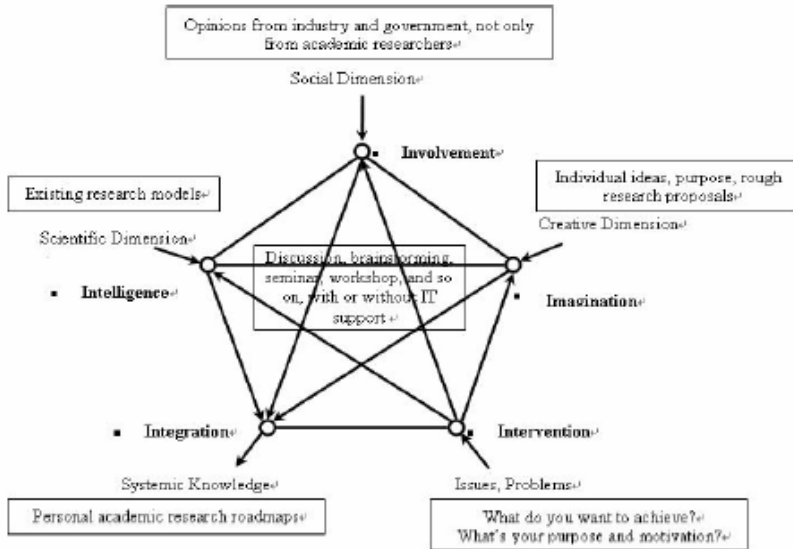 Opinions from industry and government, not only
from academic researchers
Social Dimension
▪ Involvement
Existing research models
Individual ideas, purpose, rough
research proposals
Scientific Dimension
Creative Dimension
Discussion, brainstorming,
seminar, workshop, and so
on, with or without IT
support
▪ Intelligence
▪ Imagination
▪ Integration
▪ Intervention
Systemic Knowledge
Issues, Problems
Personal academic research roadmaps
What do you want to achieve?
What's your purpose and motivation?